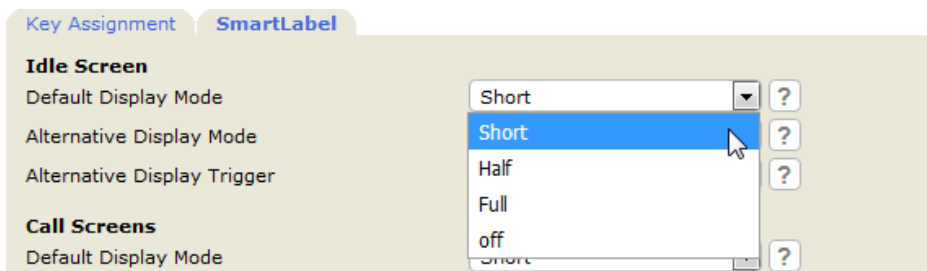 Key Assignment SmartLabel
Idle Screen
Default Display Mode Short ?
Alternative Display Mode Short ?
Alternative Display Trigger Half ?
Full
Call Screens
off
Default Display Mode Short ?